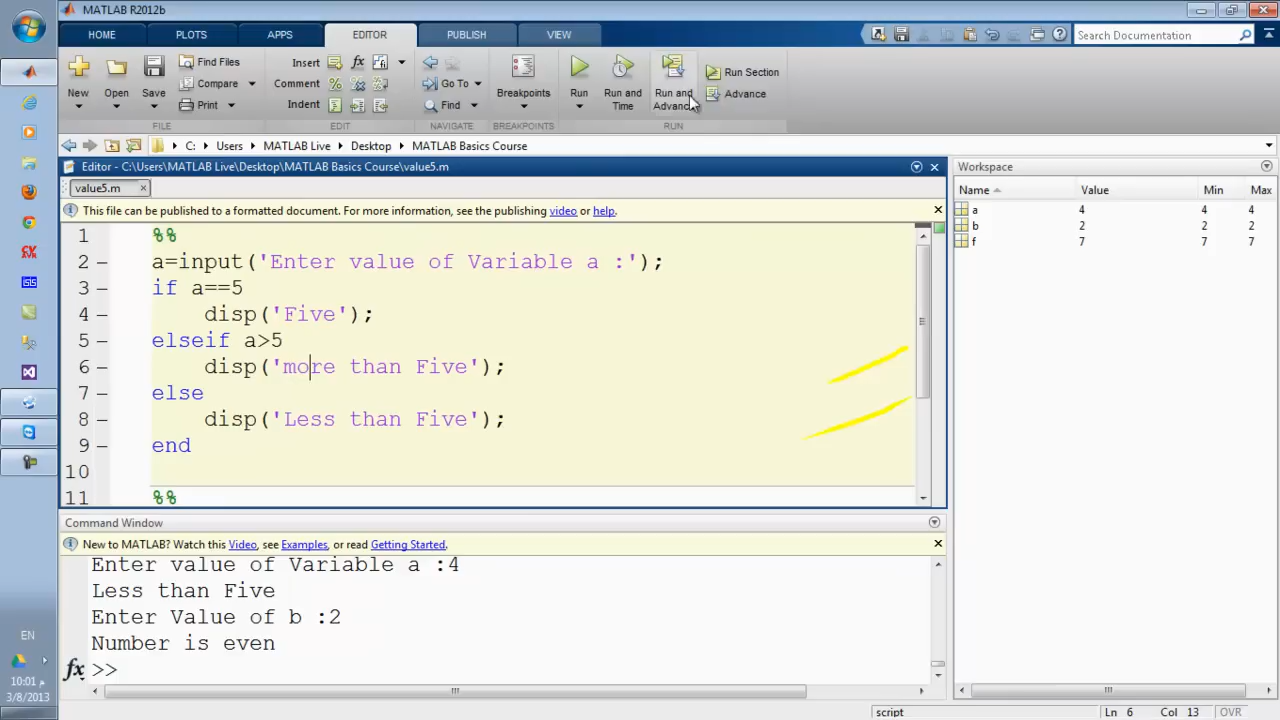 MATLAB R2012b
HOME PLOTS APPS EDITOR PUBLISH VIEW Search Documentation
New Open Save Find Files Compare Print
FILE
Insert fx
Comment
Indent
EDIT
Go To
Find
NAVIGATE
Breakpoints
BREAKPOINTS
Run Run and Time Run and Advance Run Section Advance
RUN
C: Users MATLAB Live Desktop MATLAB Basics Course
Editor - C:\Users\MATLAB Live\Desktop\MATLAB Basics Course\value5.m
value5.m
This file can be published to a formatted document. For more information, see the publishing video or help.
1 %%
2 – a=input('Enter value of Variable a :');
3 – if a==5
4 – disp('Five');
5 – elseif a>5
6 – disp('more than Five');
7 – else
8 – disp('Less than Five');
9 – end
10
11 %%
Command Window
New to MATLAB? Watch this Video, see Examples, or read Getting Started.
Enter value of Variable a :4
Less than Five
Enter Value of b :2
Number is even
fx >>
Workspace
Name Value Min Max
a 4 4 4
b 2 2 2
f 7 7 7
script Ln 6 Col 13 OVR
EN
10:01 م
3/8/2013